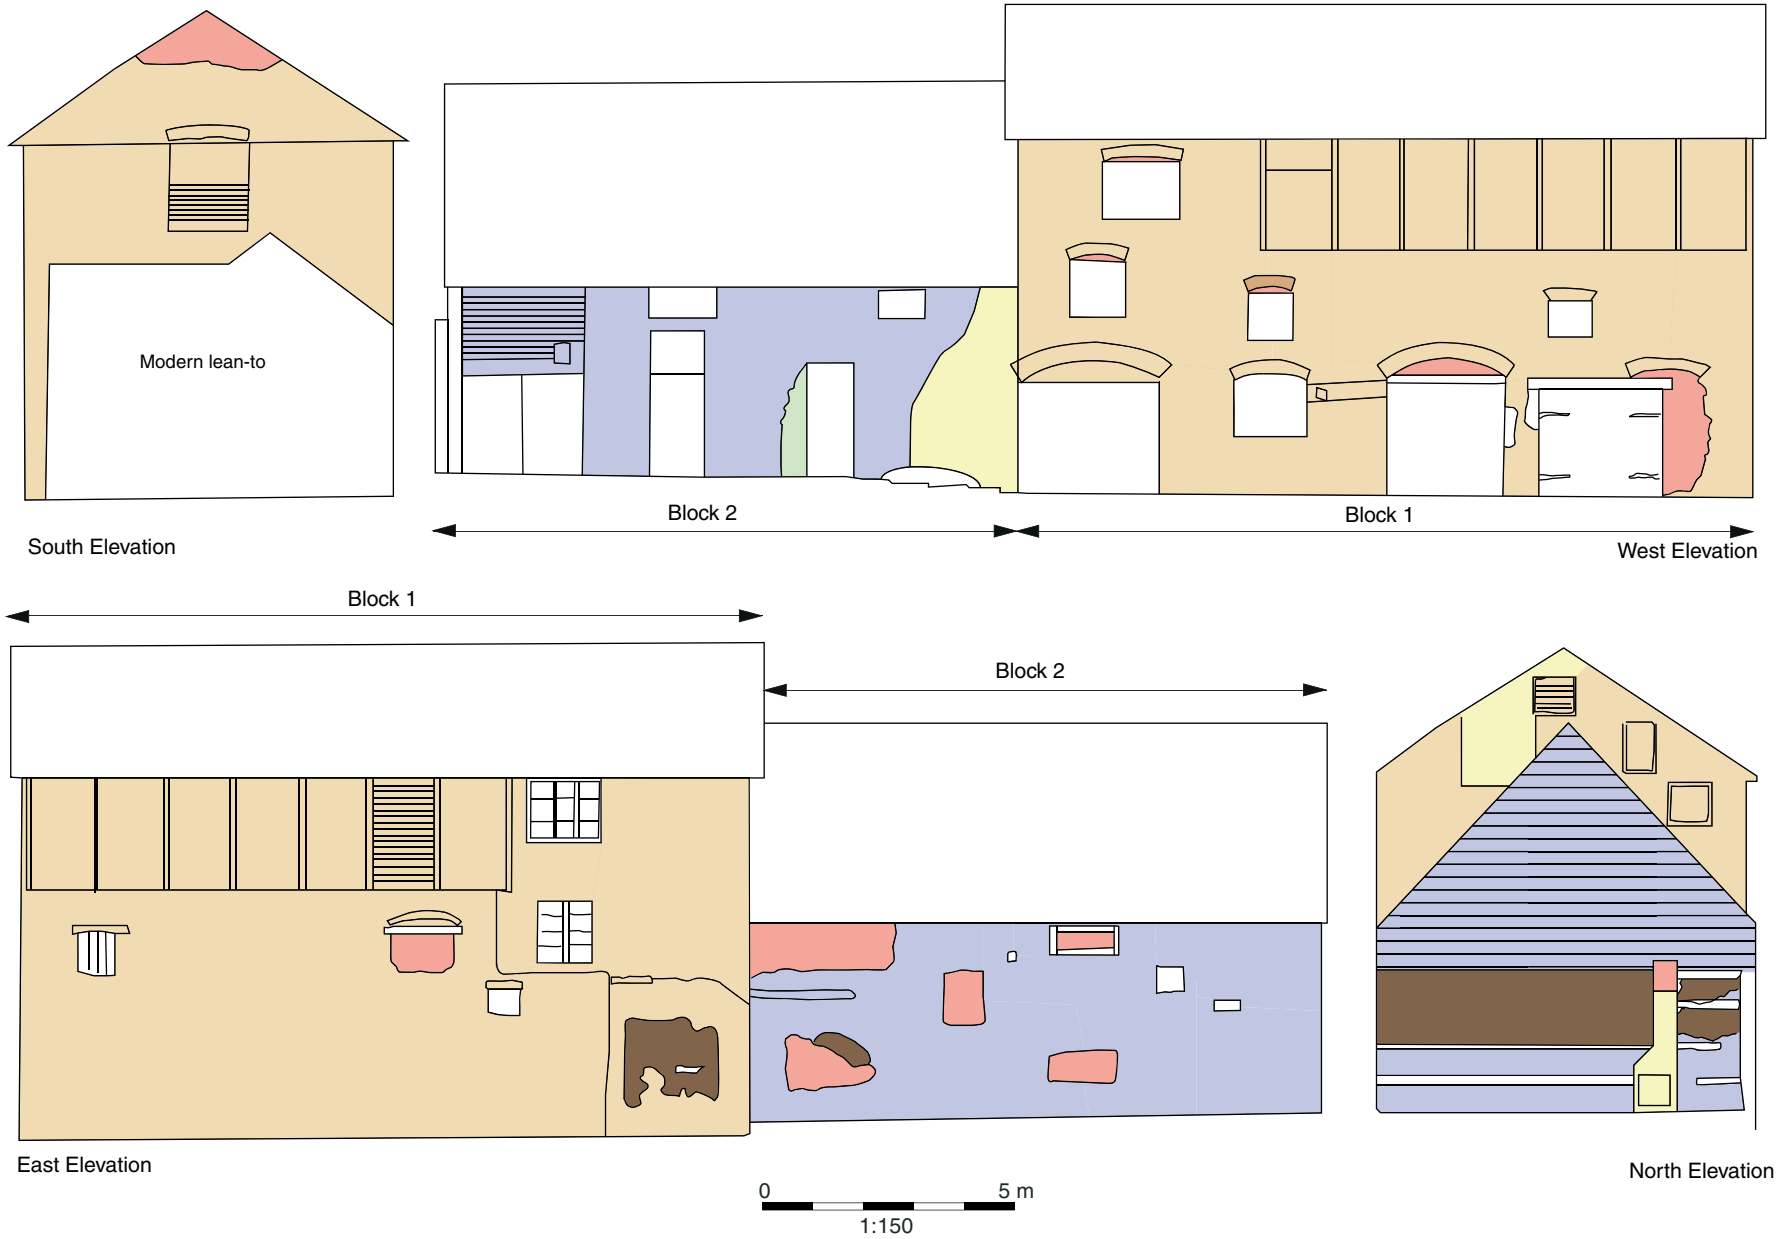 Modern lean-to
South Elevation
Block 2
Block 1
West Elevation
Block 1
Block 2
East Elevation
North Elevation
0 5 m
1:150